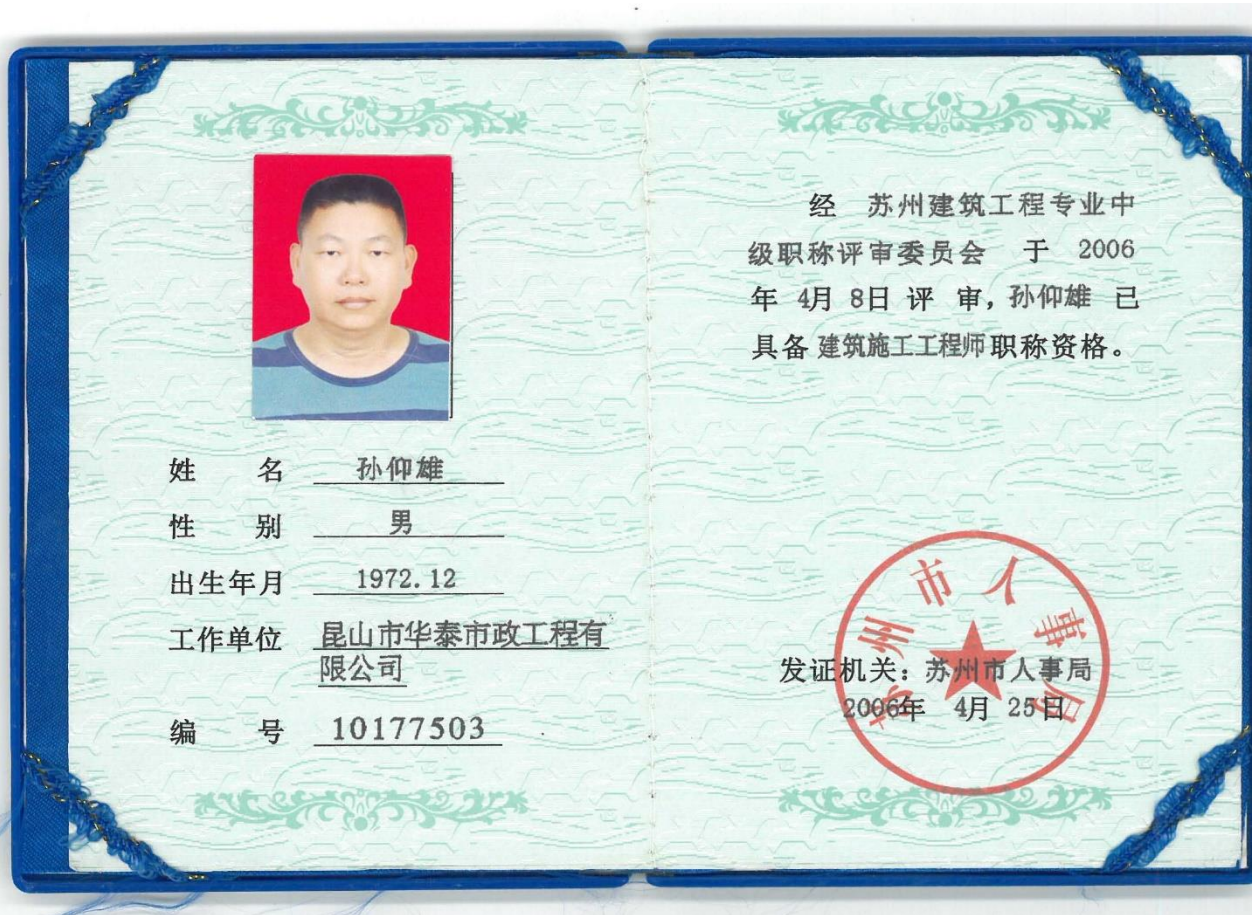 姓 名 孙仰雄
性 别 男
出生年月 1972.12
工作单位 昆山市华泰市政工程有
限公司
编 号 10177503
经 苏州建筑工程专业中
级职称评审委员会 于 2006
年 4月 8日 评 审，孙仰雄 已
具备 建筑施工工程师 职称资格。
苏州市人事局
发证机关：苏州市人事局
2006年 4月 25日